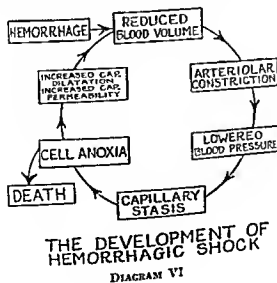 HEMORRHAGE
REDUCED
BLOOD VOLUME
ARTERIOLAR
CONSTRICTION
LOWERED
BLOOD PRESSURE
CAPILLARY
STASIS
CELL ANOXIA
DEATH
INCREASED CAP.
DILATATION
INCREASED CAP.
PERMEABILITY
THE DEVELOPMENT OF
HEMORRHAGIC SHOCK
DIAGRAM VI